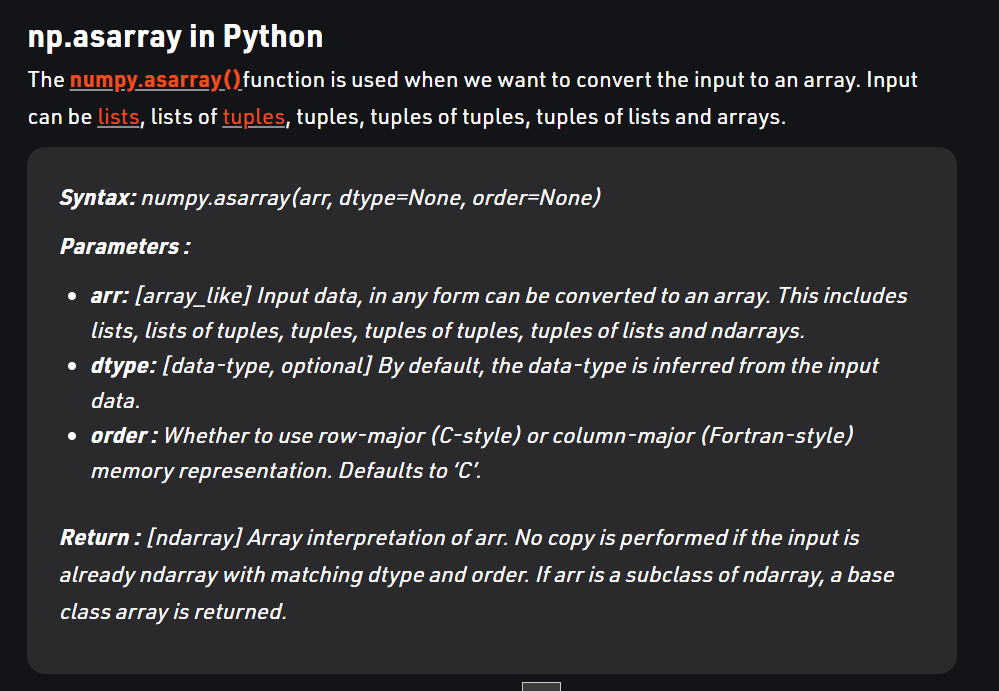 np.asarray in Python
The numpy.asarray() function is used when we want to convert the input to an array. Input
can be lists, lists of tuples, tuples, tuples of tuples, tuples of lists and arrays.
Syntax: numpy.asarray(arr, dtype=None, order=None)
Parameters :
• arr: [array_like] Input data, in any form can be converted to an array. This includes
lists, lists of tuples, tuples, tuples of tuples, tuples of lists and ndarrays.
• dtype: [data-type, optional] By default, the data-type is inferred from the input
data.
• order : Whether to use row-major (C-style) or column-major (Fortran-style)
memory representation. Defaults to ‘C’.
Return : [ndarray] Array interpretation of arr. No copy is performed if the input is
already ndarray with matching dtype and order. If arr is a subclass of ndarray, a base
class array is returned.